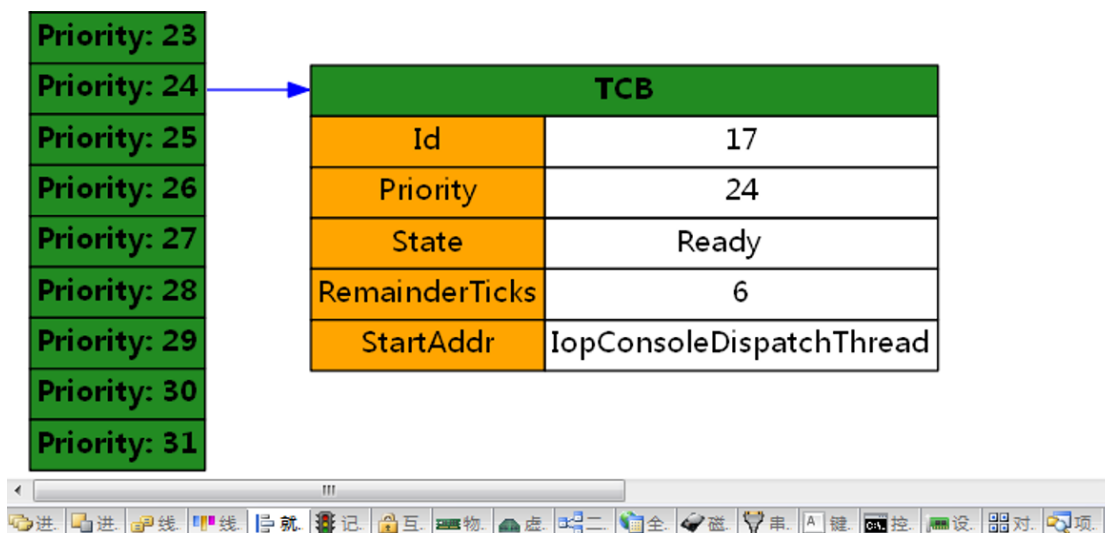 Priority: 23
Priority: 24
Priority: 25
Priority: 26
Priority: 27
Priority: 28
Priority: 29
Priority: 30
Priority: 31
TCB
Id 17
Priority 24
State Ready
RemainderTicks 6
StartAddr IopConsoleDispatchThread
进. 进. 线. 线. 就. 记. 互. 物. 虚. 二. 全. 磁. 串. A 键. C:\. 控. 设. 对. 项.